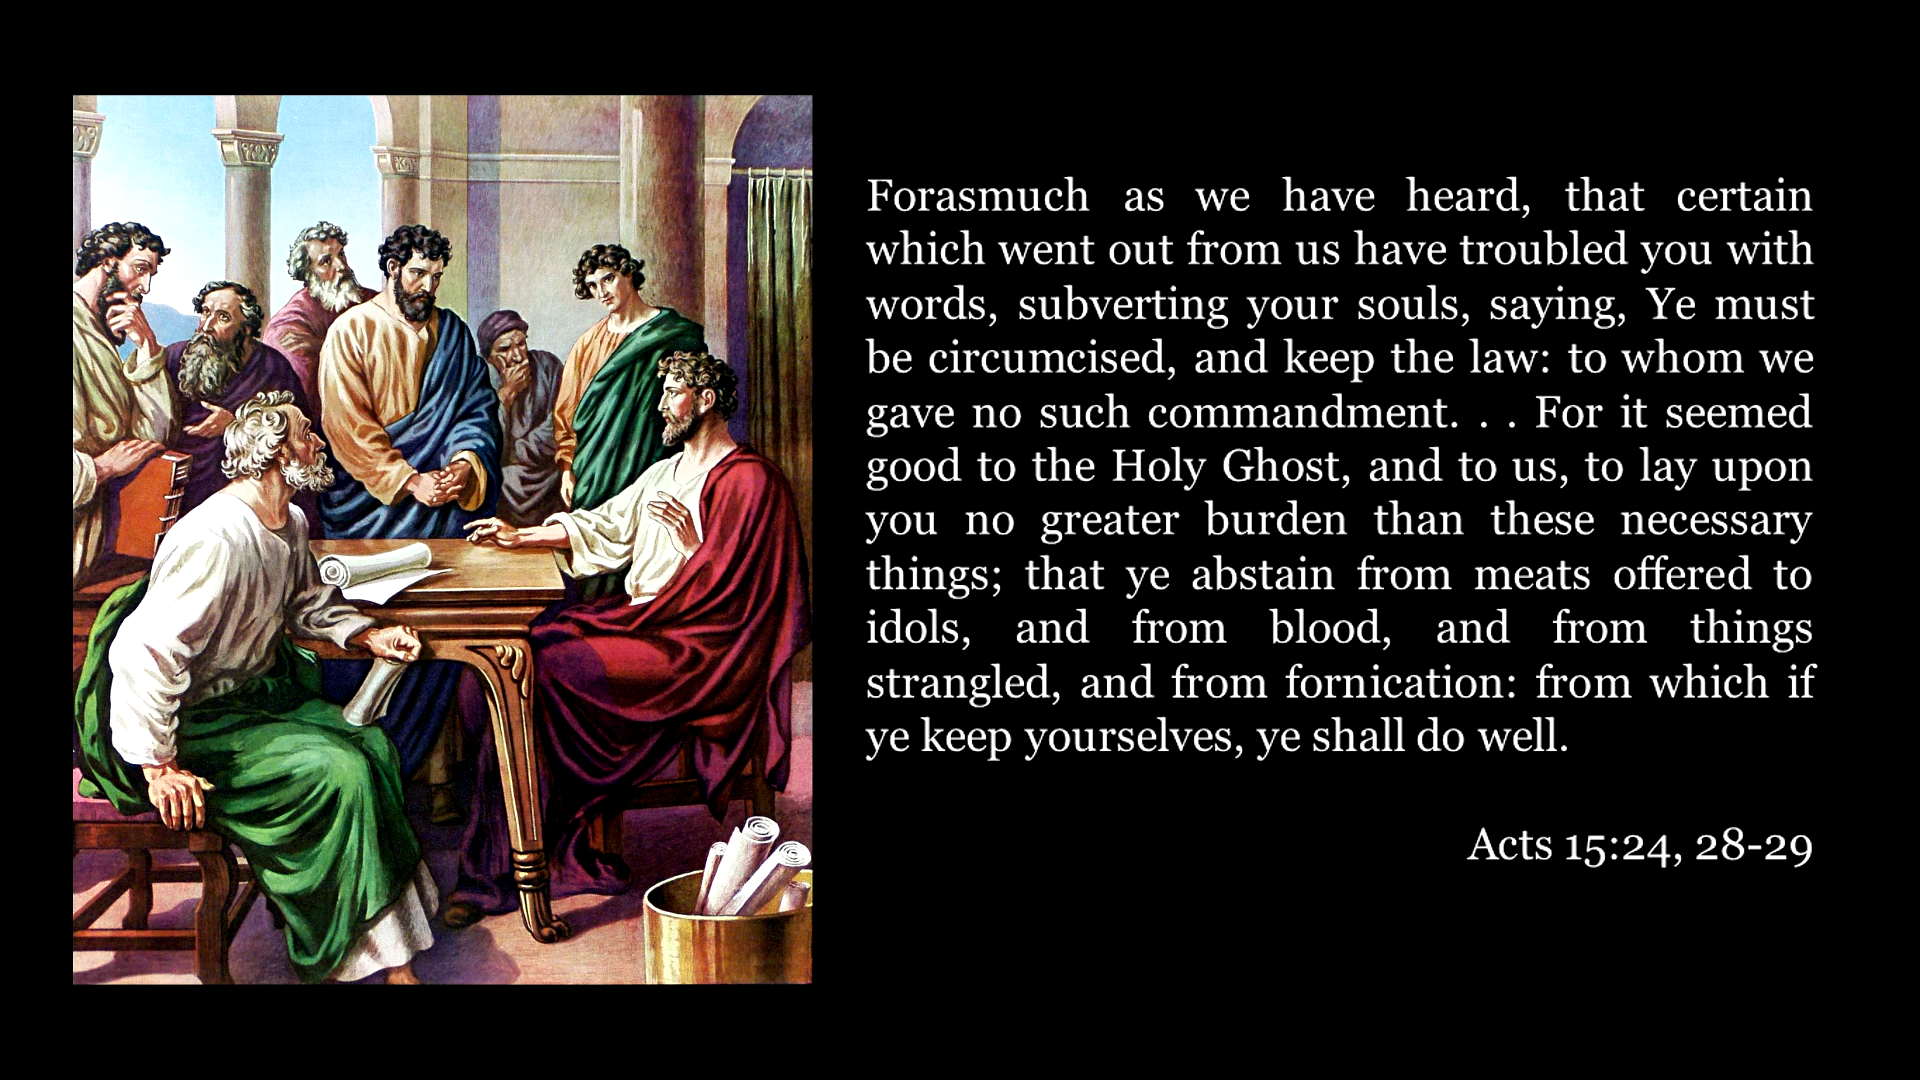 Forasmuch as we have heard, that certain
which went out from us have troubled you with
words, subverting your souls, saying, Ye must
be circumcised, and keep the law: to whom we
gave no such commandment. . . For it seemed
good to the Holy Ghost, and to us, to lay upon
you no greater burden than these necessary
things; that ye abstain from meats offered to
idols, and from blood, and from things
strangled, and from fornication: from which if
ye keep yourselves, ye shall do well.
Acts 15:24, 28-29